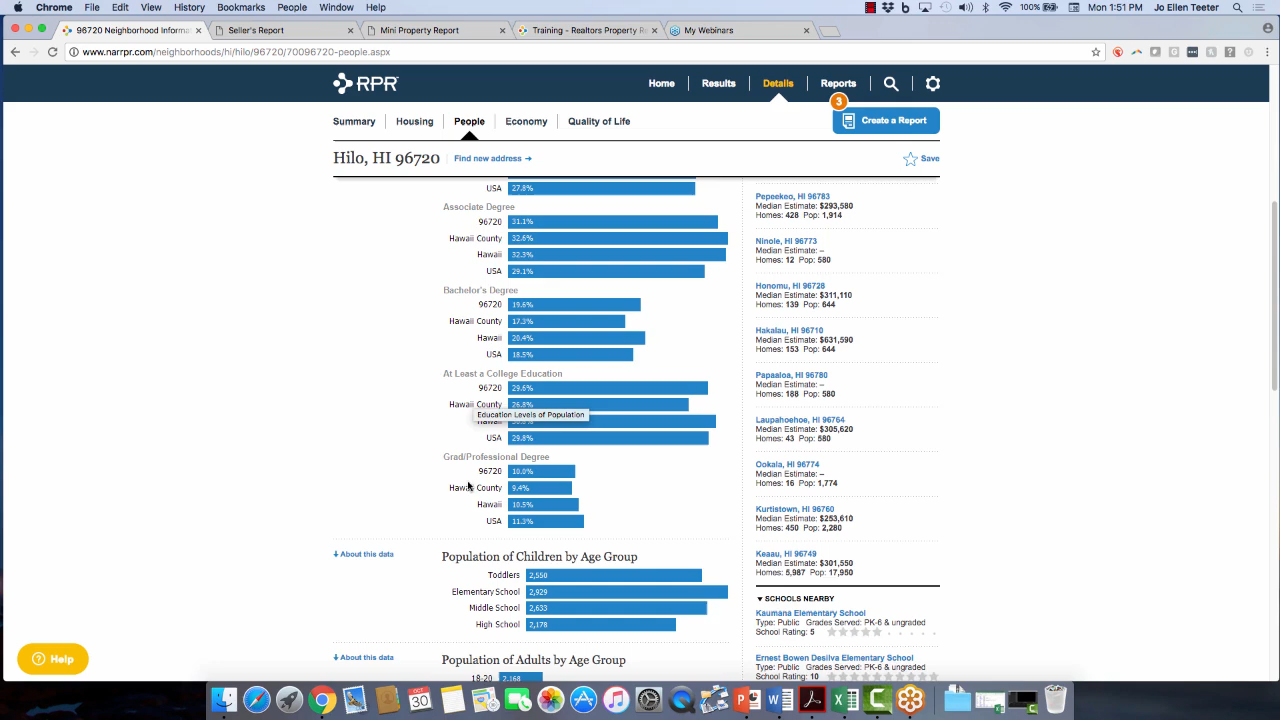 Chrome File Edit View History Bookmarks People Window Help 100% Mon 1:51 PM Jo Ellen Teeter
96720 Neighborhood Informat Seller's Report Mini Property Report Training - Realtors Property Re My Webinars
www.narrpr.com/neighborhoods/hi/hilo/96720/70096720-people.aspx
RPR Home Results Details Reports
3
Summary Housing People Economy Quality of Life Create a Report
Hilo, HI 96720 Find new address → Save
USA 27.8%
Associate Degree
96720 31.1%
Hawaii County 32.6%
Hawaii 32.3%
USA 29.1%
Bachelor's Degree
96720 19.6%
Hawaii County 17.3%
Hawaii 20.4%
USA 18.5%
At Least a College Education
96720 29.6%
Hawaii County 26.8%
Education Levels of Population
Hawaii
USA 29.8%
Grad/Professional Degree
96720 10.0%
Hawaii County 9.4%
Hawaii 10.5%
USA 11.3%
About this data Population of Children by Age Group
Toddlers 2,550
Elementary School 2,929
Middle School 2,633
High School 2,178
About this data Population of Adults by Age Group
18-20 2,168
Pepeekeo, HI 96783
Median Estimate: $293,580
Homes: 428 Pop: 1,914
Ninole, HI 96773
Median Estimate: –
Homes: 12 Pop: 580
Honomu, HI 96728
Median Estimate: $311,110
Homes: 139 Pop: 644
Hakalau, HI 96710
Median Estimate: $631,590
Homes: 153 Pop: 644
Papaaloa, HI 96780
Median Estimate: –
Homes: 188 Pop: 580
Laupahoehoe, HI 96764
Median Estimate: $305,620
Homes: 43 Pop: 580
Ookala, HI 96774
Median Estimate: –
Homes: 16 Pop: 1,774
Kurtistown, HI 96760
Median Estimate: $253,610
Homes: 450 Pop: 2,280
Keaau, HI 96749
Median Estimate: $301,550
Homes: 5,987 Pop: 17,950
SCHOOLS NEARBY
Kaumana Elementary School
Type: Public Grades Served: PK-6 & ungraded
School Rating: 5
Ernest Bowen Desilva Elementary School
Type: Public Grades Served: PK-6 & ungraded
School Rating: 10
Help
OCT
30